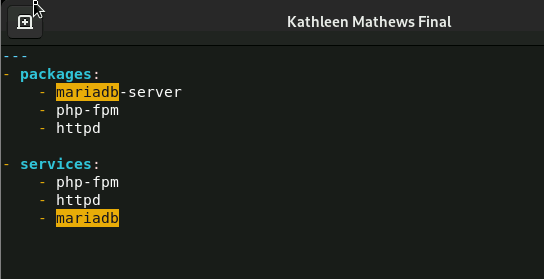 Kathleen Mathews Final
---
- packages:
    - mariadb-server
    - php-fpm
    - httpd

- services:
    - php-fpm
    - httpd
    - mariadb